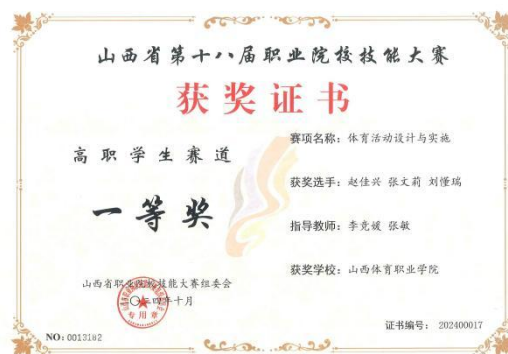 山西省第十八届职业院校技能大赛
获奖证书
高职学生赛道
一等奖
赛项名称：体育活动设计与实施
获奖选手：赵佳兴 张文莉 刘懂瑞
指导教师：李竞媛 张敏
获奖学校：山西体育职业学院
山西省职业院校技能大赛组委会
二〇二四年十月
专用章
NO：0013182
证书编号：202400017